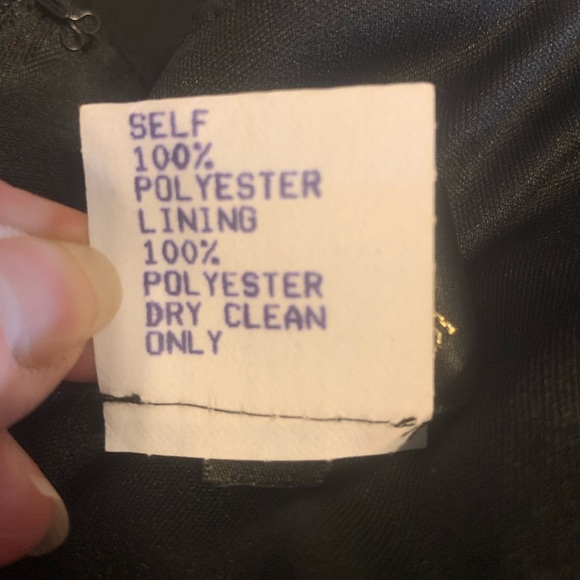 SELF
100%
POLYESTER
LINING
100%
POLYESTER
DRY CLEAN
ONLY